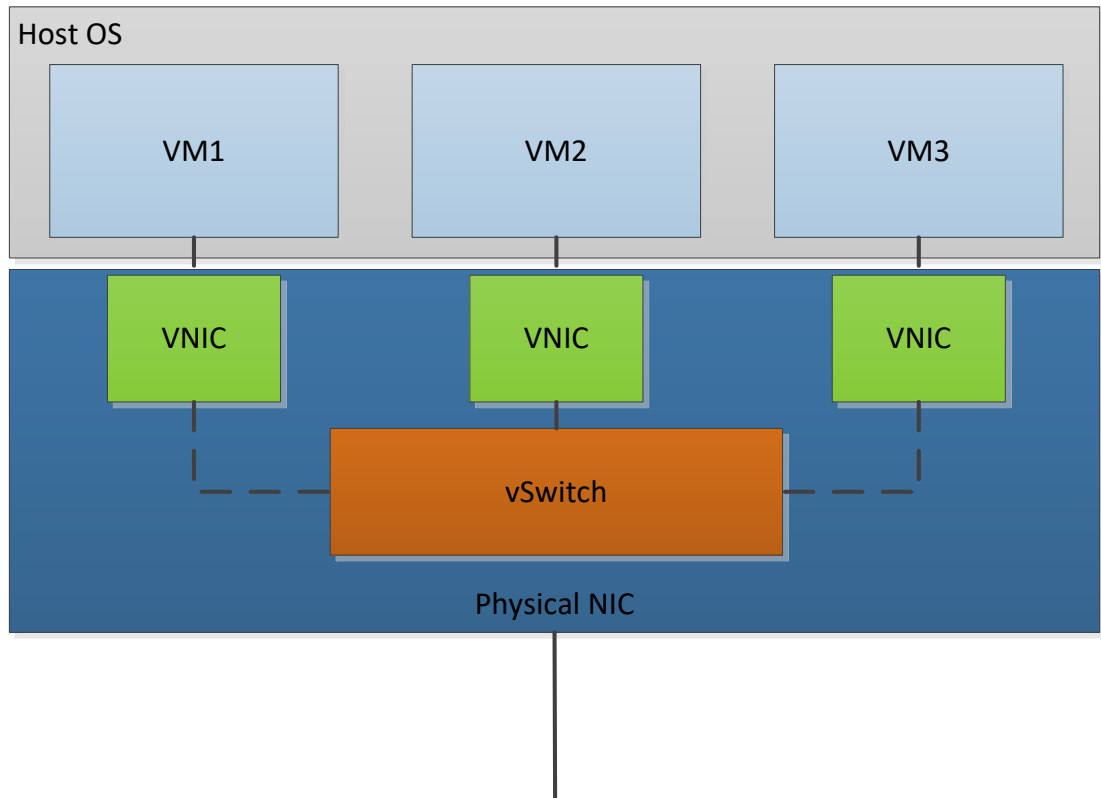 Host OS
VM1
VM2
VM3
VNIC
VNIC
VNIC
vSwitch
Physical NIC